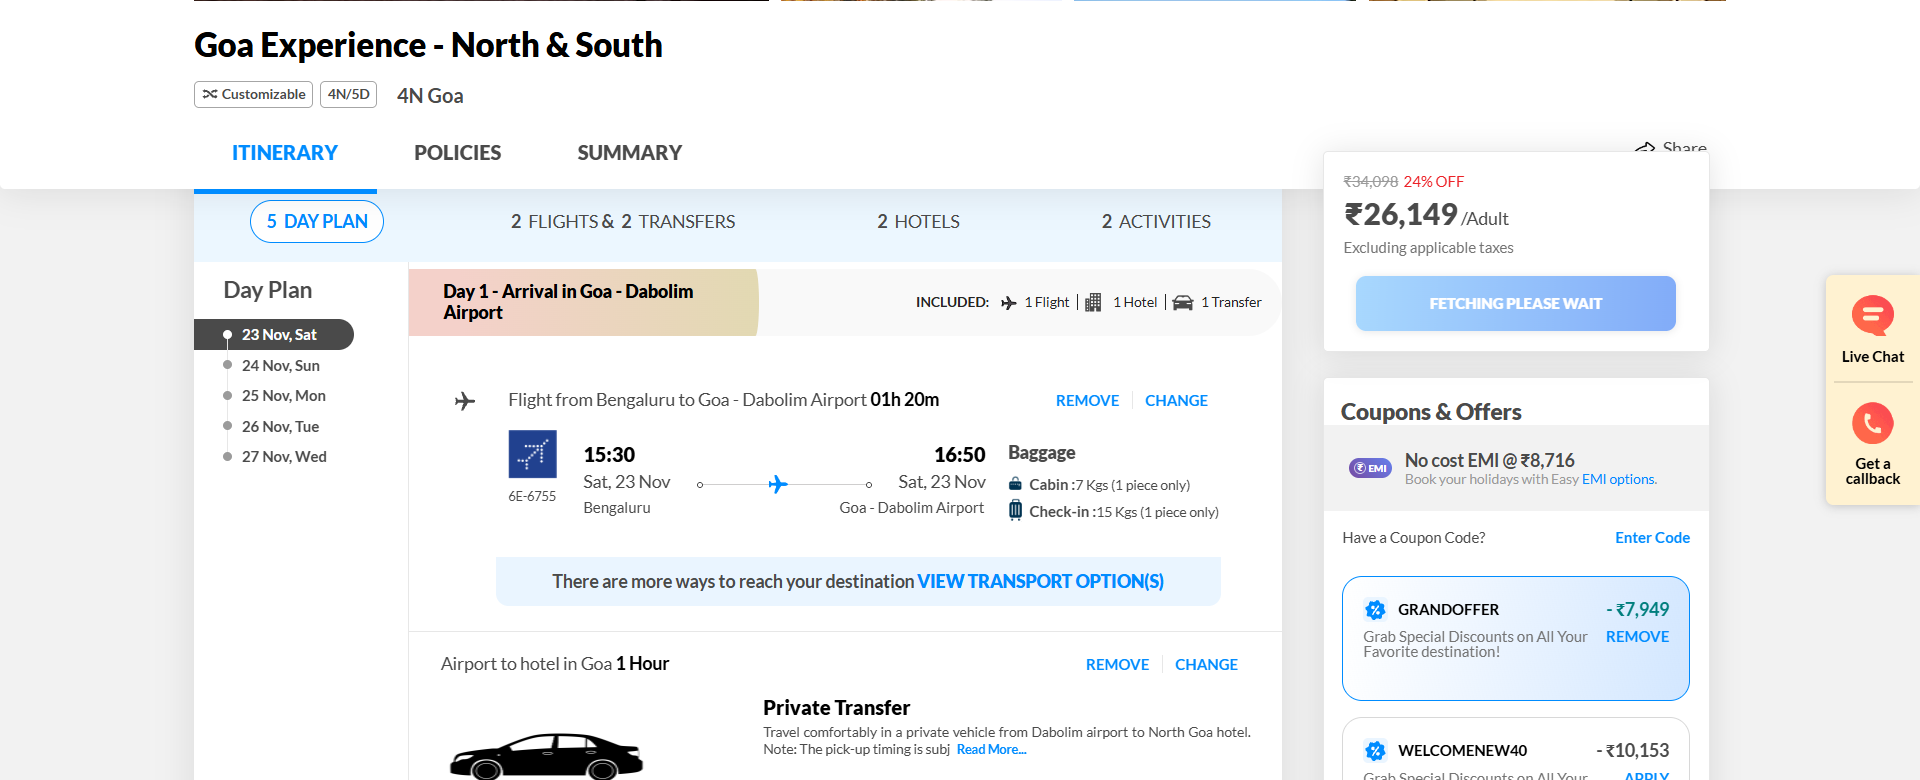 Goa Experience - North & South
Customizable
4N/5D
4N Goa
ITINERARY
POLICIES
SUMMARY
Share
5 DAY PLAN
2 FLIGHTS & 2 TRANSFERS
2 HOTELS
2 ACTIVITIES
Day Plan
23 Nov, Sat
24 Nov, Sun
25 Nov, Mon
26 Nov, Tue
27 Nov, Wed
Day 1 - Arrival in Goa - Dabolim
Airport
INCLUDED: 1 Flight | 1 Hotel | 1 Transfer
Flight from Bengaluru to Goa - Dabolim Airport 01h 20m
REMOVE
CHANGE
6E-6755
15:30
Sat, 23 Nov
Bengaluru
16:50
Sat, 23 Nov
Goa - Dabolim Airport
Baggage
Cabin :7 Kgs (1 piece only)
Check-in :15 Kgs (1 piece only)
There are more ways to reach your destination VIEW TRANSPORT OPTION(S)
Airport to hotel in Goa 1 Hour
REMOVE
CHANGE
Private Transfer
Travel comfortably in a private vehicle from Dabolim airport to North Goa hotel.
Note: The pick-up timing is subj Read More...
₹34,098 24% OFF
₹26,149 /Adult
Excluding applicable taxes
FETCHING PLEASE WAIT
Coupons & Offers
₹ EMI
No cost EMI @ ₹8,716
Book your holidays with Easy EMI options.
Have a Coupon Code?
Enter Code
GRANDOFFER
- ₹7,949
Grab Special Discounts on All Your
Favorite destination!
REMOVE
WELCOMENEW40
- ₹10,153
Grab Special Discounts on All Your
APPLY
Live Chat
Get a
callback